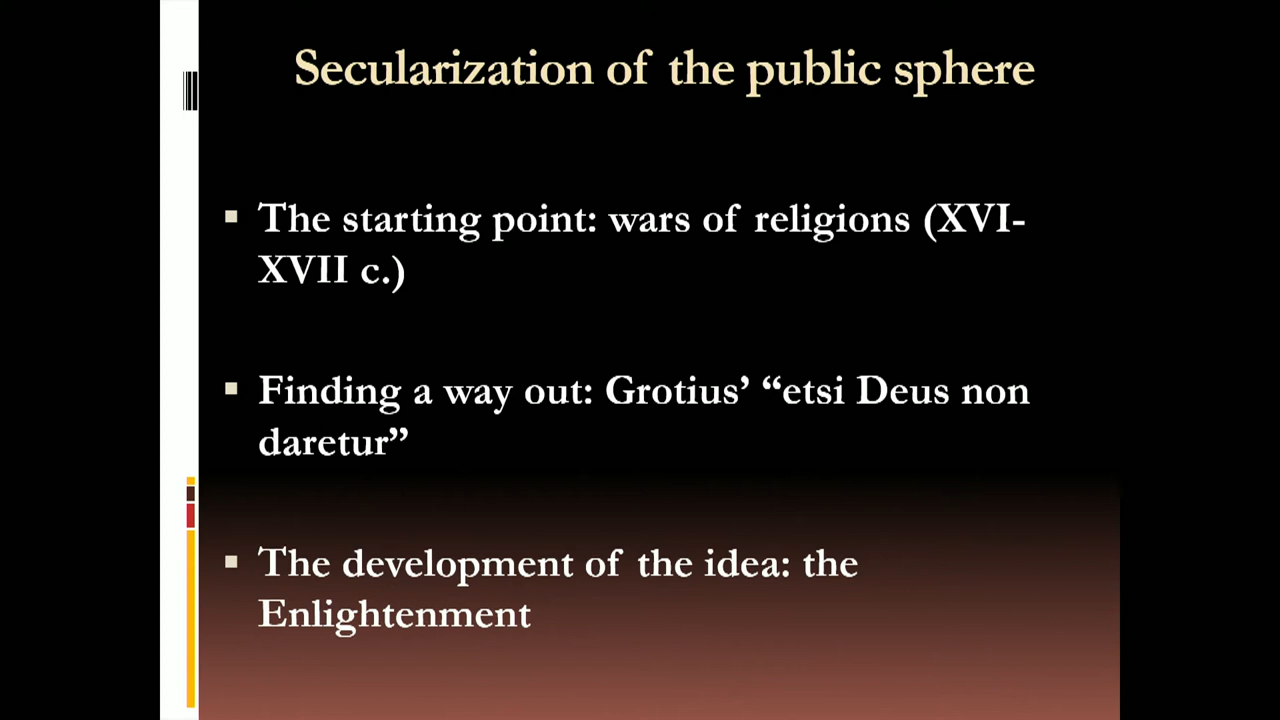 Secularization of the public sphere
▪ The starting point: wars of religions (XVI-
XVII c.)
▪ Finding a way out: Grotius’ “etsi Deus non
daretur”
▪ The development of the idea: the
Enlightenment